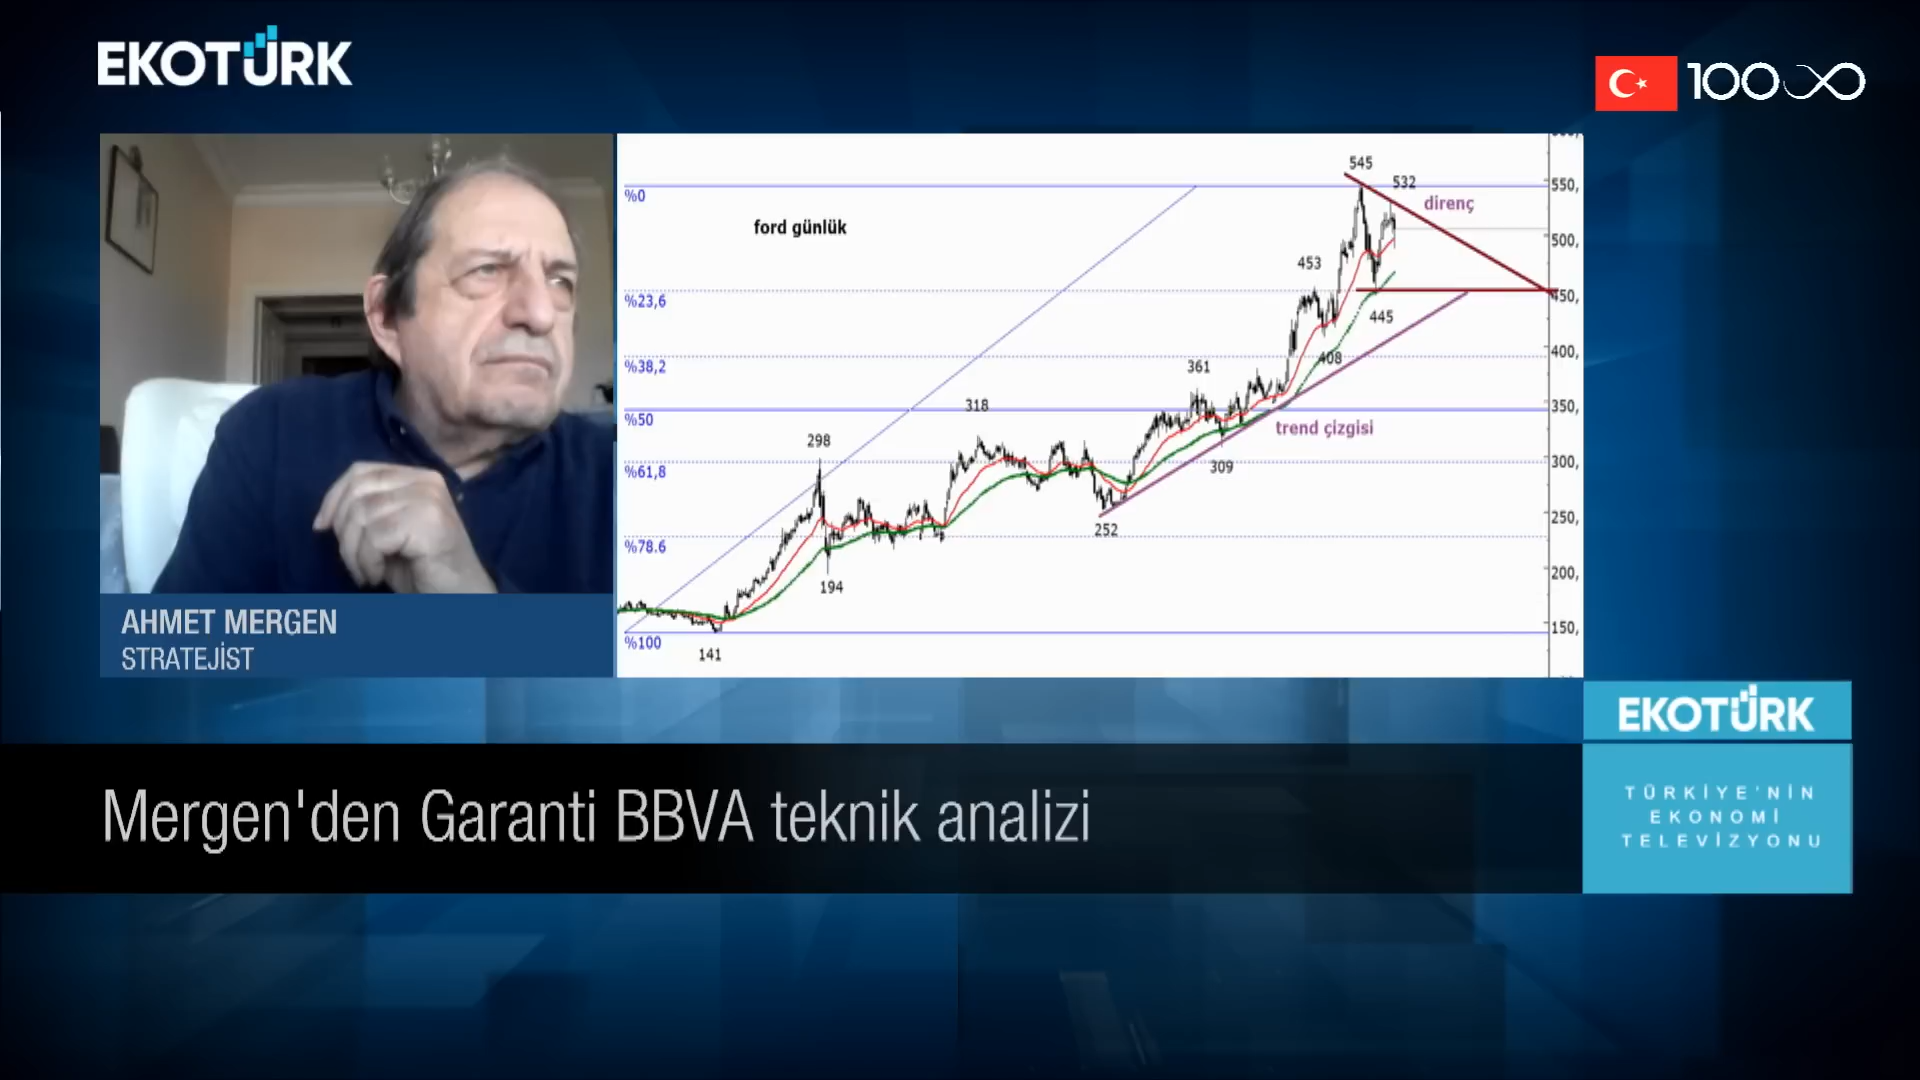 EKOTÜRK
100
545
532
direnç
550,
%0
ford günlük
500,
453
%23,6
450,
445
408
400,
%38,2
361
350,
318
%50
trend çizgisi
298
309
300,
%61,8
252
250,
%78.6
194
200,
%100
150,
141
AHMET MERGEN
STRATEJİST
EKOTÜRK
TÜRKİYE'NİN
EKONOMİ
TELEVİZYONU
Mergen'den Garanti BBVA teknik analizi